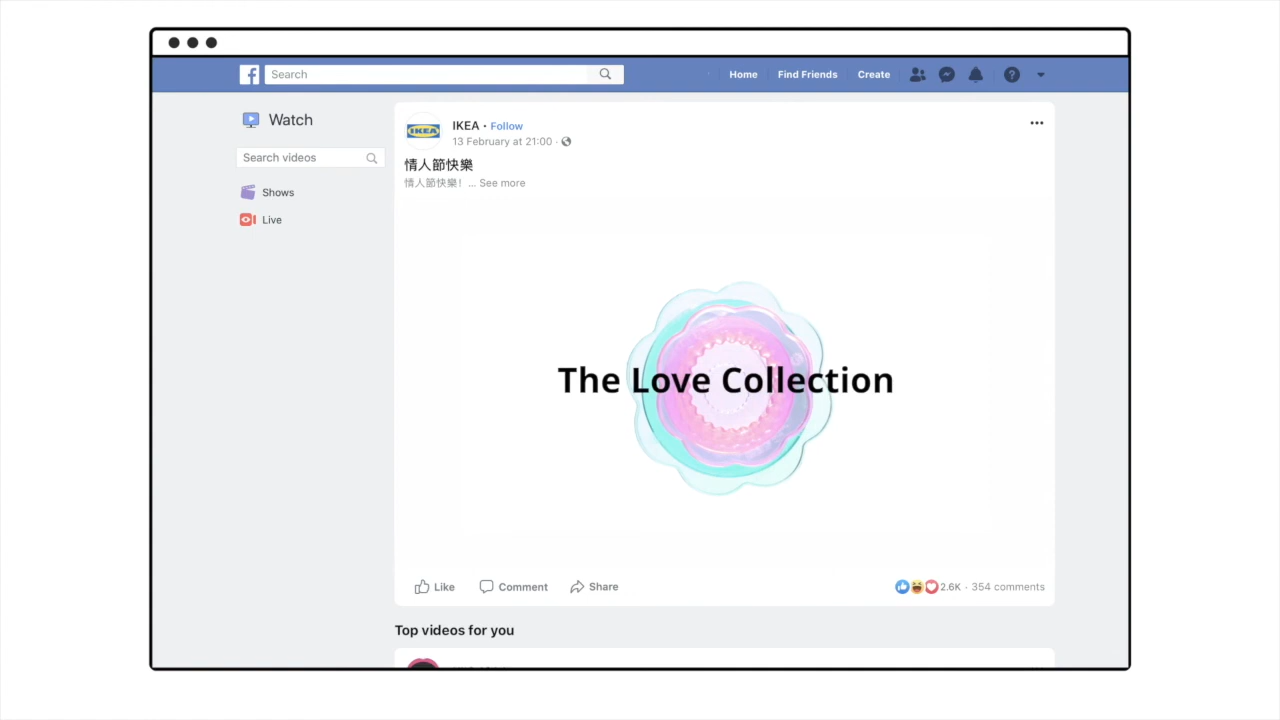 Search
Home
Find Friends
Create
Watch
Search videos
Shows
Live
IKEA
IKEA · Follow
13 February at 21:00 ·
情人節快樂
情人節快樂！... See more
The Love Collection
Like
Comment
Share
2.6K · 354 comments
Top videos for you